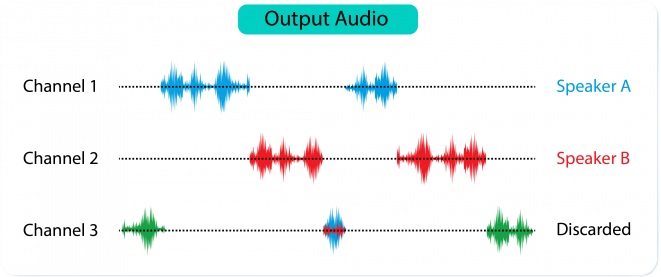 Output Audio
Channel 1
Speaker A
Channel 2
Speaker B
Channel 3
Discarded